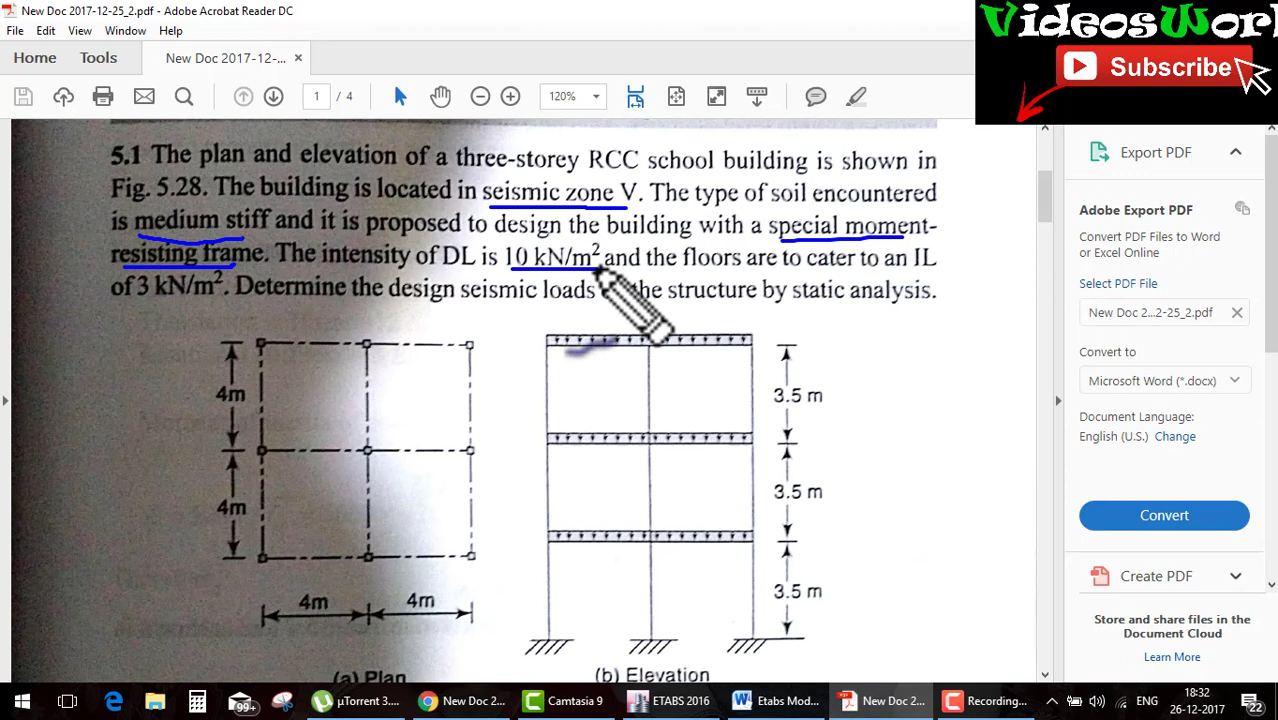 New Doc 2017-12-25_2.pdf - Adobe Acrobat Reader DC
File Edit View Window Help
Home Tools New Doc 2017-12-... ×
1 / 4 120%
VideosWorl
Subscribe
5.1 The plan and elevation of a three-storey RCC school building is shown in
Fig. 5.28. The building is located in seismic zone V. The type of soil encountered
is medium stiff and it is proposed to design the building with a special moment-
resisting frame. The intensity of DL is 10 kN/m² and the floors are to cater to an IL
of 3 kN/m². Determine the design seismic loads the structure by static analysis.
4m
4m
4m 4m
(a) Plan
3.5 m
3.5 m
3.5 m
(b) Elevation
Export PDF
Adobe Export PDF
Convert PDF Files to Word
or Excel Online
Select PDF File
New Doc 2...2-25_2.pdf ×
Convert to
Microsoft Word (*.docx)
Document Language:
English (U.S.) Change
Convert
Create PDF
Store and share files in the
Document Cloud
Learn More
99+
µTorrent 3....
New Doc 2...
Camtasia 9
ETABS 2016
Etabs Mod...
New Doc 2...
Recording...
ENG
18:32
26-12-2017
22